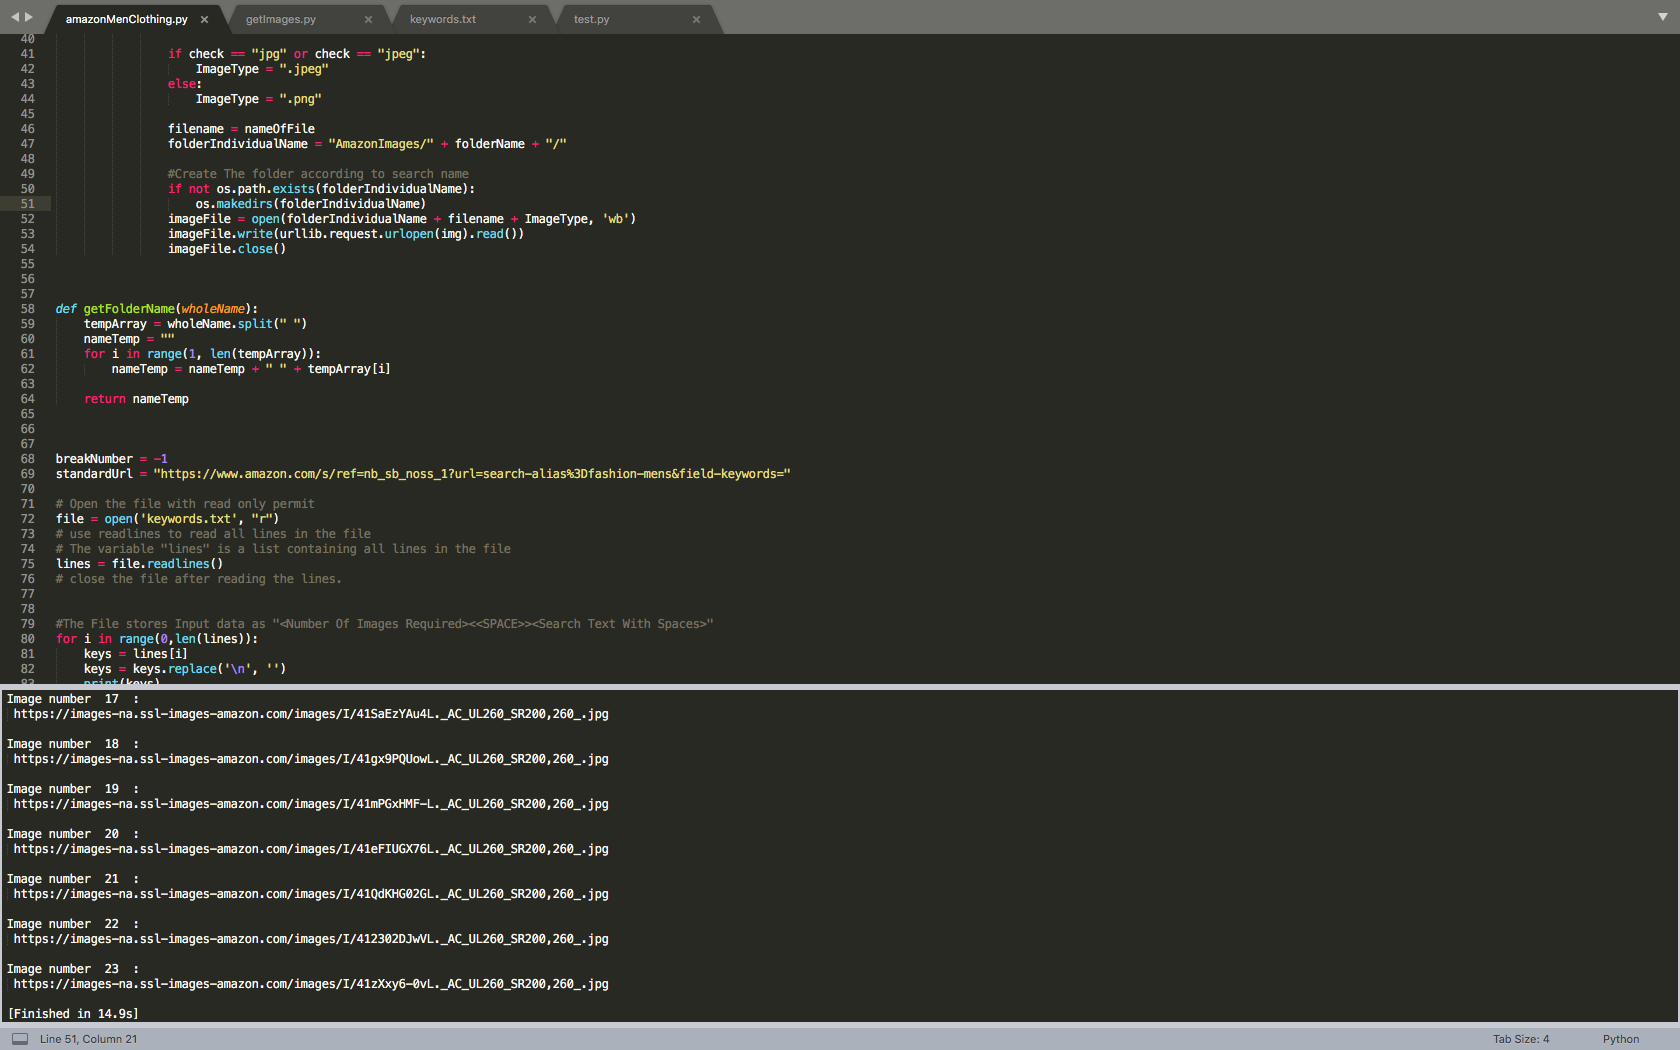 amazonMenClothing.py × getImages.py × keywords.txt × test.py ×
40
41 if check == "jpg" or check == "jpeg":
42 ImageType = ".jpeg"
43 else:
44 ImageType = ".png"
45
46 filename = nameOfFile
47 folderIndividualName = "AmazonImages/" + folderName + "/"
48
49 #Create The folder according to search name
50 if not os.path.exists(folderIndividualName):
51 os.makedirs(folderIndividualName)
52 imageFile = open(folderIndividualName + filename + ImageType, 'wb')
53 imageFile.write(urllib.request.urlopen(img).read())
54 imageFile.close()
55
56
57
58 def getFolderName(wholeName):
59 tempArray = wholeName.split(" ")
60 nameTemp = ""
61 for i in range(1, len(tempArray)):
62 nameTemp = nameTemp + " " + tempArray[i]
63
64 return nameTemp
65
66
67
68 breakNumber = -1
69 standardUrl = "https://www.amazon.com/s/ref=nb_sb_noss_1?url=search-alias%3Dfashion-mens&field-keywords="
70
71 # Open the file with read only permit
72 file = open('keywords.txt', "r")
73 # use readlines to read all lines in the file
74 # The variable "lines" is a list containing all lines in the file
75 lines = file.readlines()
76 # close the file after reading the lines.
77
78
79 #The File stores Input data as "<Number Of Images Required><<SPACE>><Search Text With Spaces>"
80 for i in range(0,len(lines)):
81 keys = lines[i]
82 keys = keys.replace('\n', '')
83 print(keys)
Image number 17 :
https://images-na.ssl-images-amazon.com/images/I/41SaEzYAu4L._AC_UL260_SR200,260_.jpg
Image number 18 :
https://images-na.ssl-images-amazon.com/images/I/41gx9PQUowL._AC_UL260_SR200,260_.jpg
Image number 19 :
https://images-na.ssl-images-amazon.com/images/I/41mPGxHMF-L._AC_UL260_SR200,260_.jpg
Image number 20 :
https://images-na.ssl-images-amazon.com/images/I/41eFIUGX76L._AC_UL260_SR200,260_.jpg
Image number 21 :
https://images-na.ssl-images-amazon.com/images/I/41QdKHG02GL._AC_UL260_SR200,260_.jpg
Image number 22 :
https://images-na.ssl-images-amazon.com/images/I/412302DJwVL._AC_UL260_SR200,260_.jpg
Image number 23 :
https://images-na.ssl-images-amazon.com/images/I/41zXxy6-0vL._AC_UL260_SR200,260_.jpg
[Finished in 14.9s]
Line 51, Column 21 Tab Size: 4 Python